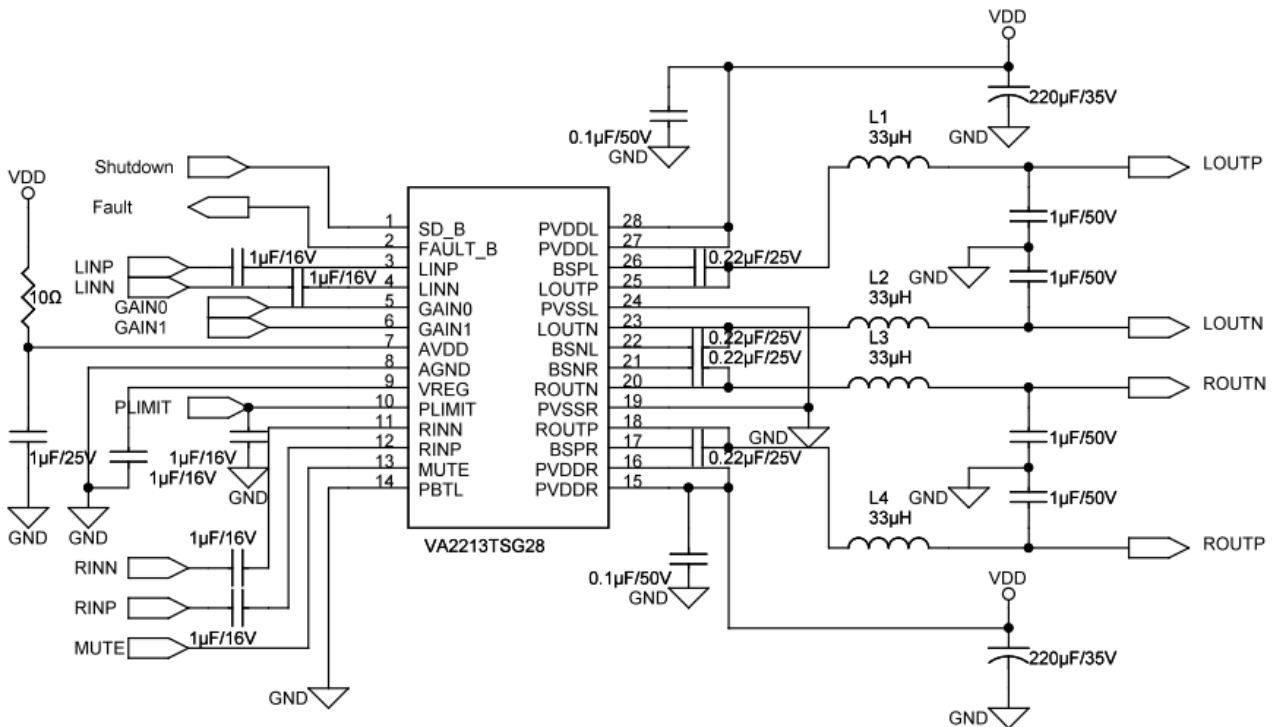 VDD
220µF/35V
GND
0.1µF/50V
GND
L1
33µH
Shutdown
LOUTP
VDD
Fault
1 SD_B PVDDL 28
2 FAULT_B PVDDL 27
1µF/16V
LINP
3 LINP BSPL 26
0.22µF/25V
1µF/50V
1µF/16V
LINN
4 LINN LOUTP 25
GND
1µF/50V
10Ω
GAIN0
5 GAIN0 PVSSL 24
L2
33µH
GAIN1
6 GAIN1 LOUTN 23
LOUTN
0.22µF/25V
7 AVDD BSNL 22
L3
33µH
0.22µF/25V
8 AGND BSNR 21
9 VREG ROUTN 20
ROUTN
PLIMIT
10 PLIMIT PVSSR 19
11 RINN ROUTP 18
GND
1µF/50V
1µF/25V
1µF/16V
1µF/16V
12 RINP BSPR 17
0.22µF/25V
13 MUTE PVDDR 16
GND
14 PBTL PVDDR 15
GND
1µF/50V
L4
33µH
GND
GND
1µF/16V
VA2213TSG28
ROUTP
RINN
0.1µF/50V
GND
VDD
RINP
1µF/16V
MUTE
220µF/35V
GND
GND